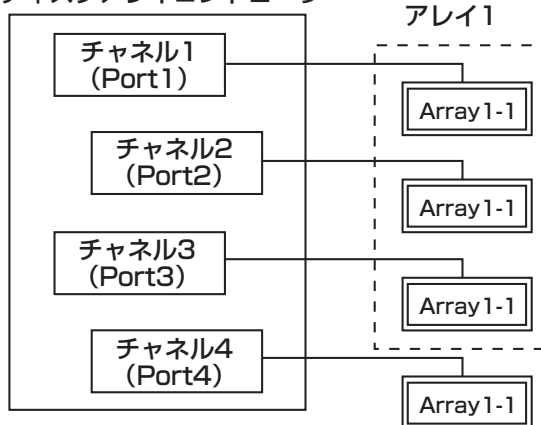 ディスクアレイコントローラ
アレイ1
チャネル1
(Port1)
Array1-1
チャネル2
(Port2)
Array1-1
チャネル3
(Port3)
Array1-1
チャネル4
(Port4)
Array1-1